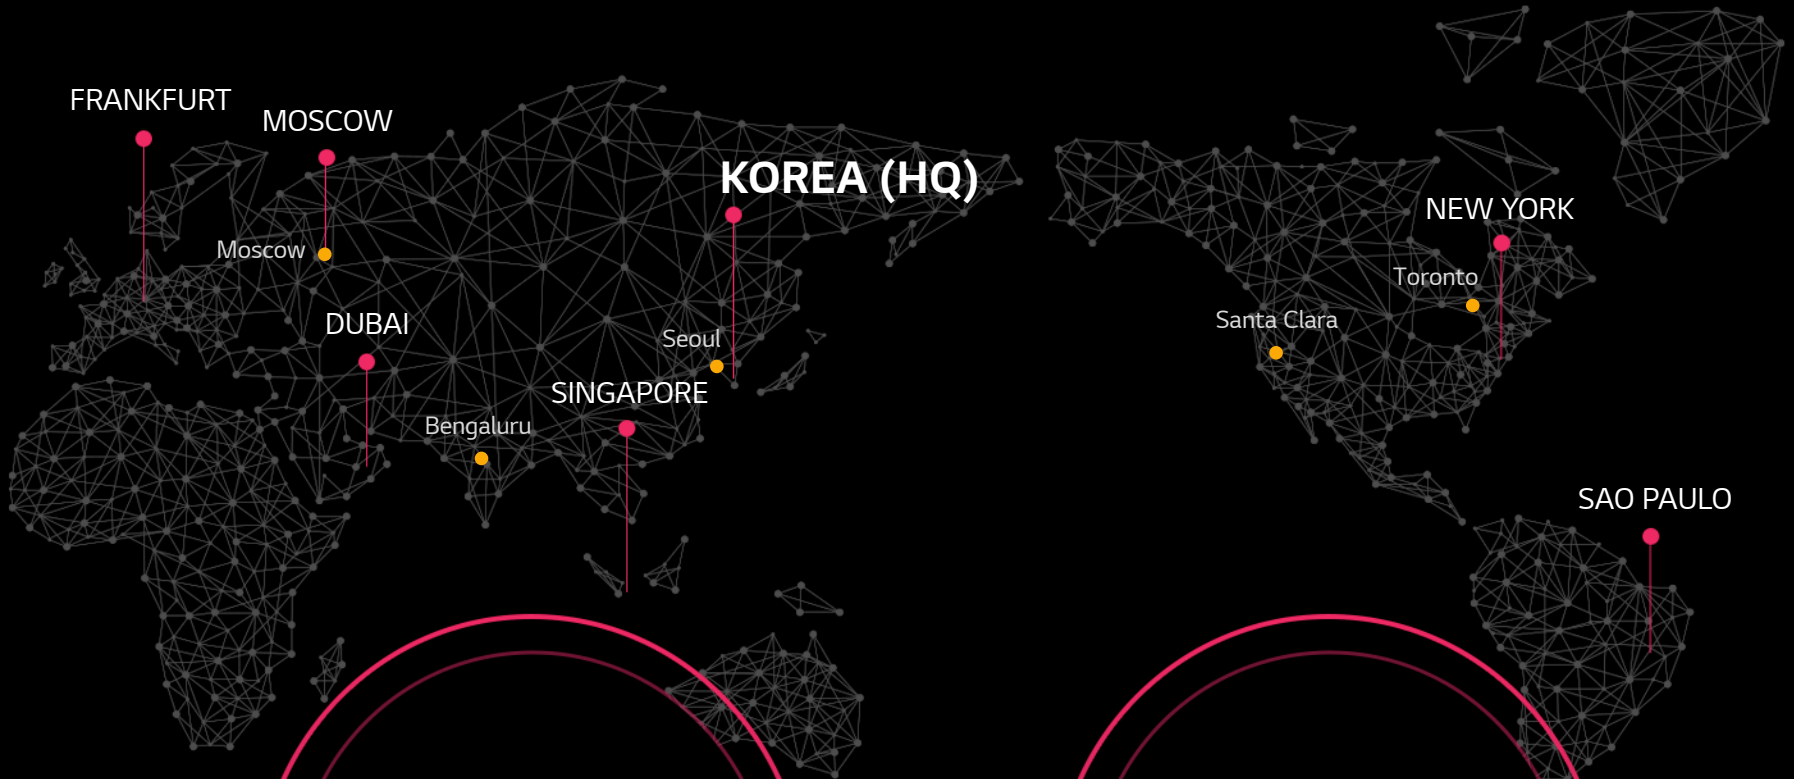 FRANKFURT
MOSCOW
KOREA (HQ)
NEW YORK
Moscow
Toronto
DUBAI
Santa Clara
Seoul
SINGAPORE
Bengaluru
SAO PAULO